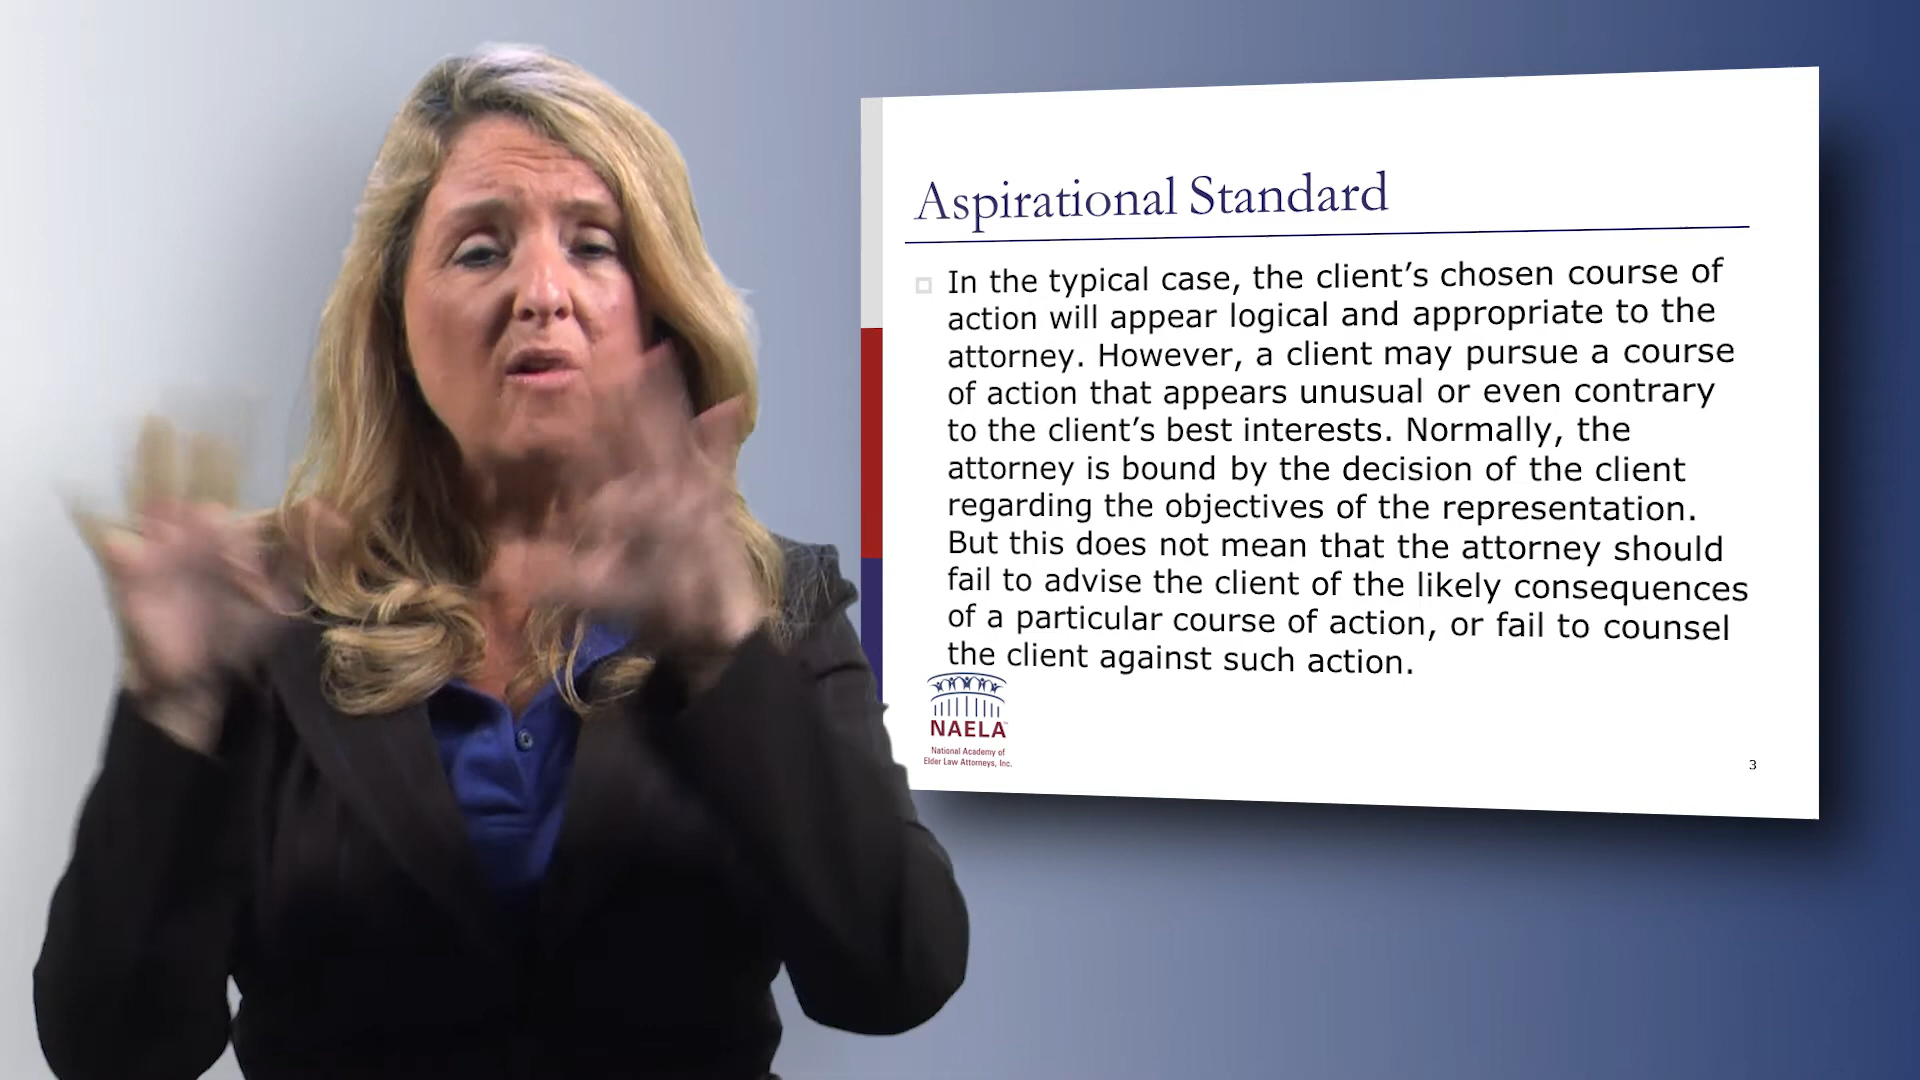 Aspirational Standard
In the typical case, the client’s chosen course of
action will appear logical and appropriate to the
attorney. However, a client may pursue a course
of action that appears unusual or even contrary
to the client’s best interests. Normally, the
attorney is bound by the decision of the client
regarding the objectives of the representation.
But this does not mean that the attorney should
fail to advise the client of the likely consequences
of a particular course of action, or fail to counsel
the client against such action.
NAELA
National Academy of
Elder Law Attorneys, Inc.
3